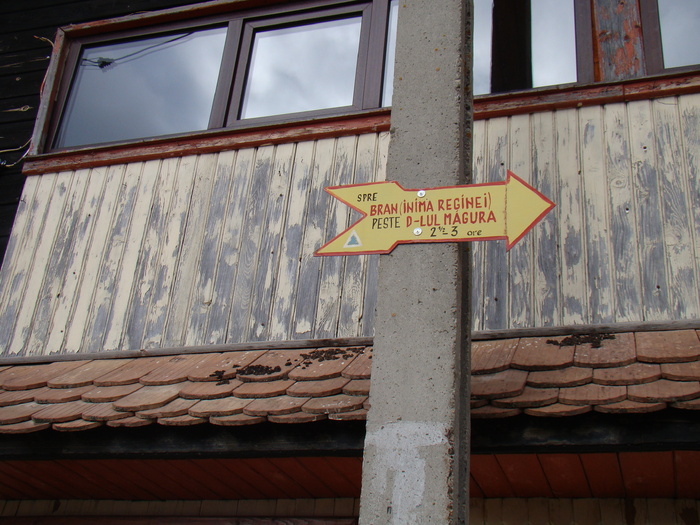 SPRE
BRAN (INIMA REGINEI)
PESTE D-LUL MĂGURA
2½-3 ore